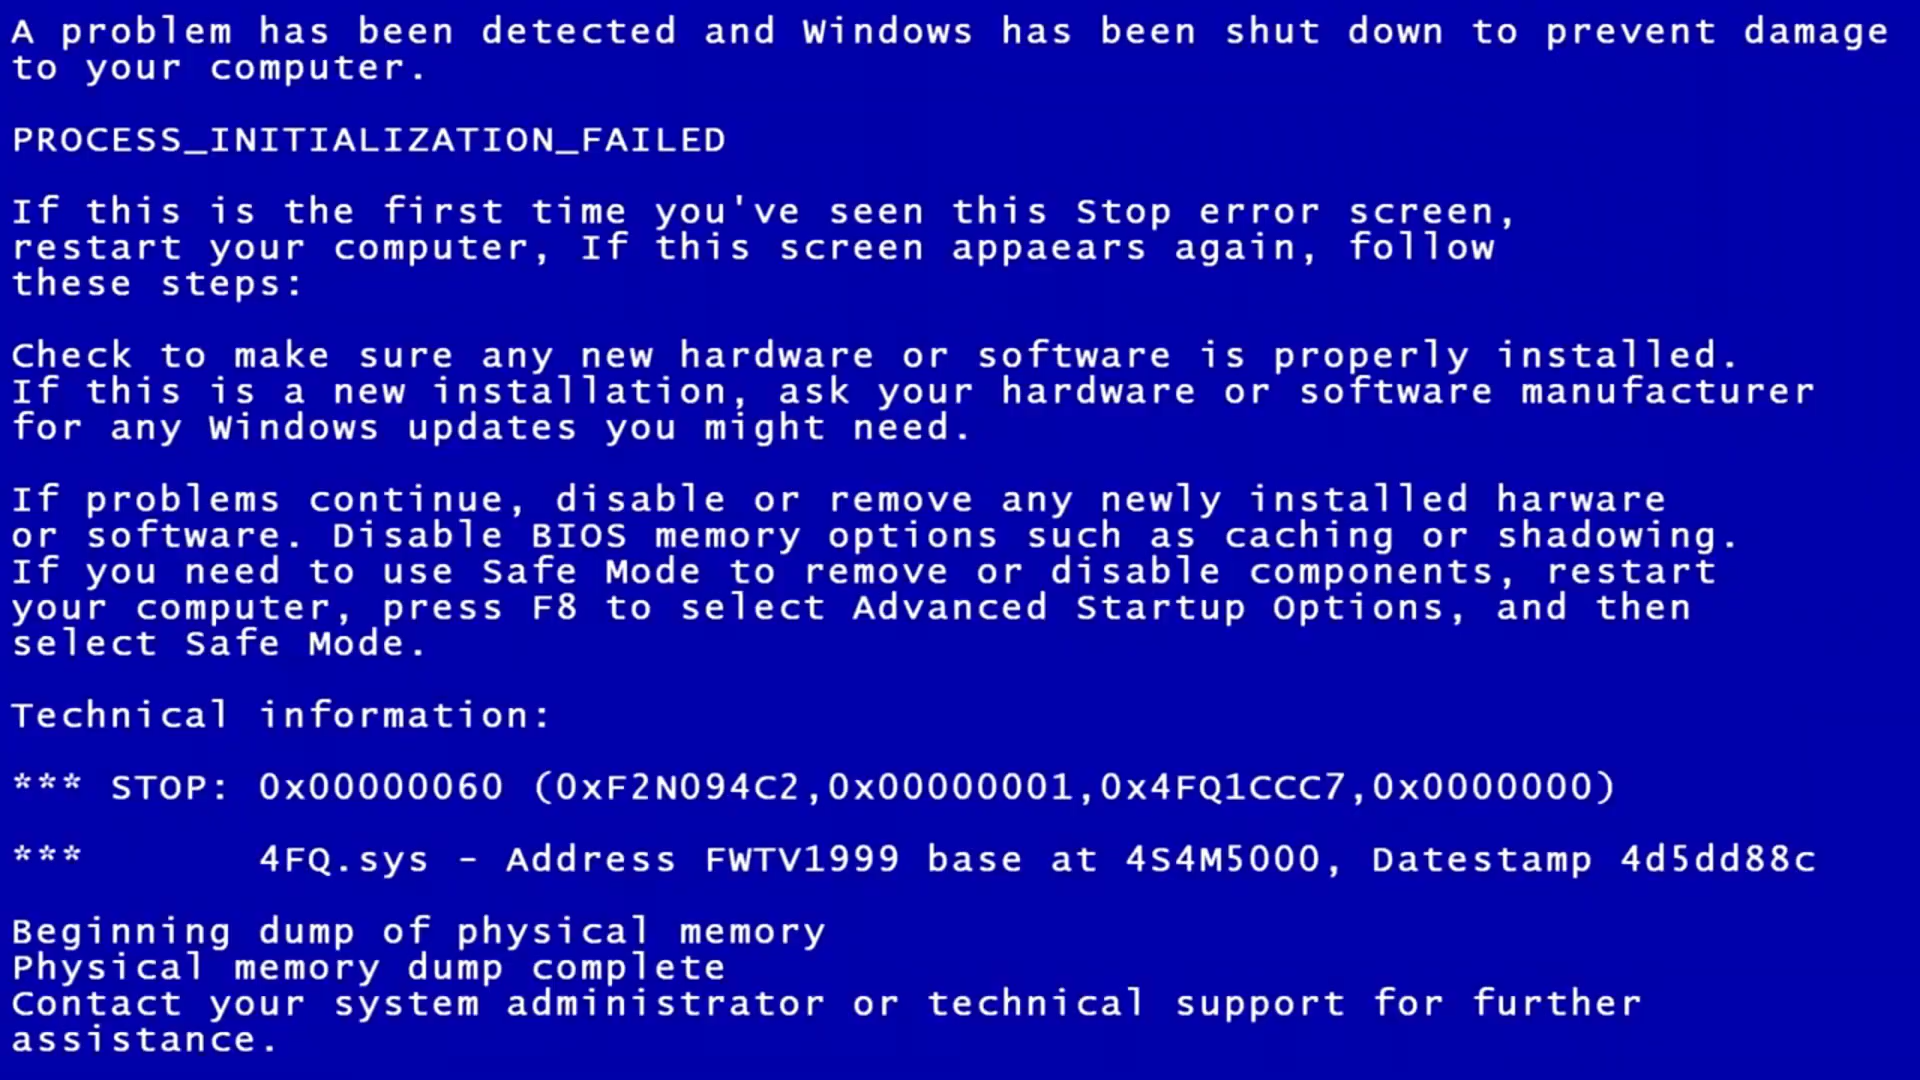 A problem has been detected and Windows has been shut down to prevent damage
to your computer.
PROCESS_INITIALIZATION_FAILED
If this is the first time you've seen this Stop error screen,
restart your computer, If this screen appaears again, follow
these steps:
Check to make sure any new hardware or software is properly installed.
If this is a new installation, ask your hardware or software manufacturer
for any Windows updates you might need.
If problems continue, disable or remove any newly installed harware
or software. Disable BIOS memory options such as caching or shadowing.
If you need to use Safe Mode to remove or disable components, restart
your computer, press F8 to select Advanced Startup Options, and then
select Safe Mode.
Technical information:
*** STOP: 0x00000060 (0xF2N094C2,0x00000001,0x4FQ1CCC7,0x0000000)
*** 4FQ.sys - Address FWTV1999 base at 4S4M5000, Datestamp 4d5dd88c
Beginning dump of physical memory
Physical memory dump complete
Contact your system administrator or technical support for further
assistance.